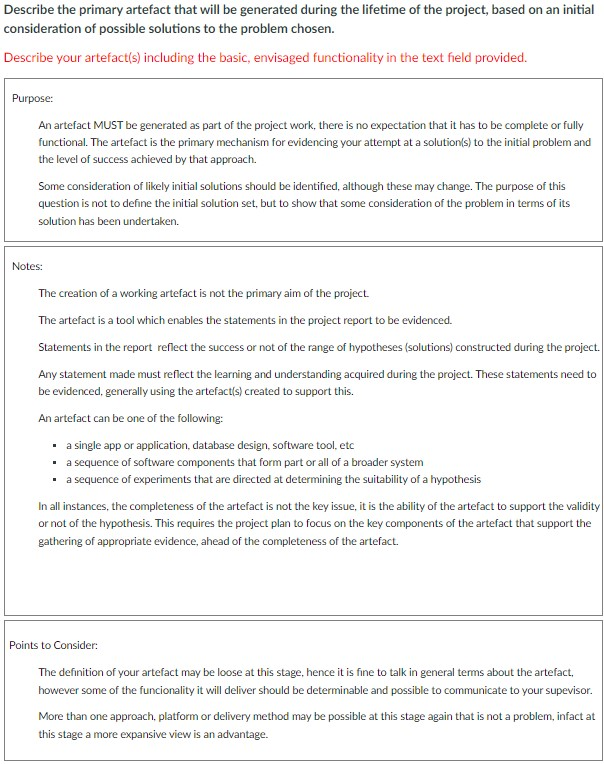 Describe the primary artefact that will be generated during the lifetime of the project, based on an initial
consideration of possible solutions to the problem chosen.
Describe your artefact(s) including the basic, envisaged functionality in the text field provided.
Purpose:
An artefact MUST be generated as part of the project work, there is no expectation that it has to be complete or fully
functional. The artefact is the primary mechanism for evidencing your attempt at a solution(s) to the initial problem and
the level of success achieved by that approach.
Some consideration of likely initial solutions should be identified, although these may change. The purpose of this
question is not to define the initial solution set, but to show that some consideration of the problem in terms of its
solution has been undertaken.
Notes:
The creation of a working artefact is not the primary aim of the project.
The artefact is a tool which enables the statements in the project report to be evidenced.
Statements in the report reflect the success or not of the range of hypotheses (solutions) constructed during the project.
Any statement made must reflect the learning and understanding acquired during the project. These statements need to
be evidenced, generally using the artefact(s) created to support this.
An artefact can be one of the following:
▪ a single app or application, database design, software tool, etc
▪ a sequence of software components that form part or all of a broader system
▪ a sequence of experiments that are directed at determining the suitability of a hypothesis
In all instances, the completeness of the artefact is not the key issue, it is the ability of the artefact to support the validity
or not of the hypothesis. This requires the project plan to focus on the key components of the artefact that support the
gathering of appropriate evidence, ahead of the completeness of the artefact.
Points to Consider:
The definition of your artefact may be loose at this stage, hence it is fine to talk in general terms about the artefact,
however some of the funcionality it will deliver should be determinable and possible to communicate to your supevisor.
More than one approach, platform or delivery method may be possible at this stage again that is not a problem, infact at
this stage a more expansive view is an advantage.